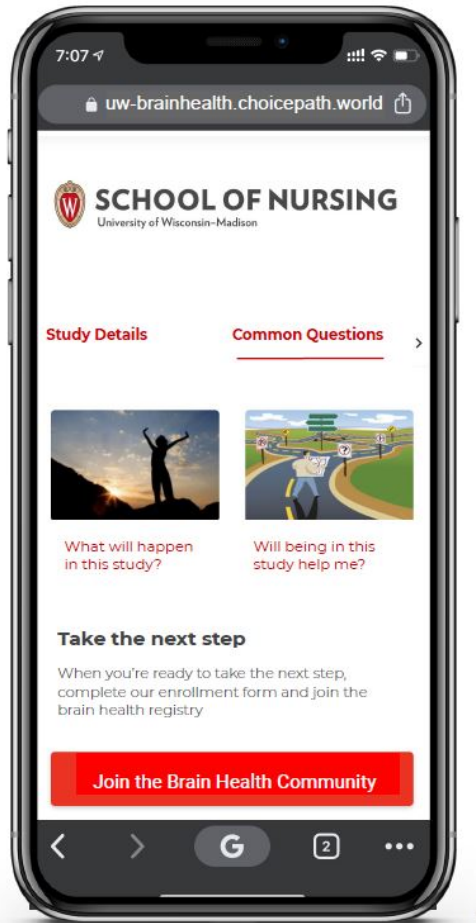 7:07
uw-brainhealth.choicepath.world
W
SCHOOL OF NURSING
University of Wisconsin–Madison
Study Details
Common Questions
What will happen
in this study?
Will being in this
study help me?
Take the next step
When you're ready to take the next step,
complete our enrollment form and join the
brain health registry
Join the Brain Health Community
G
2